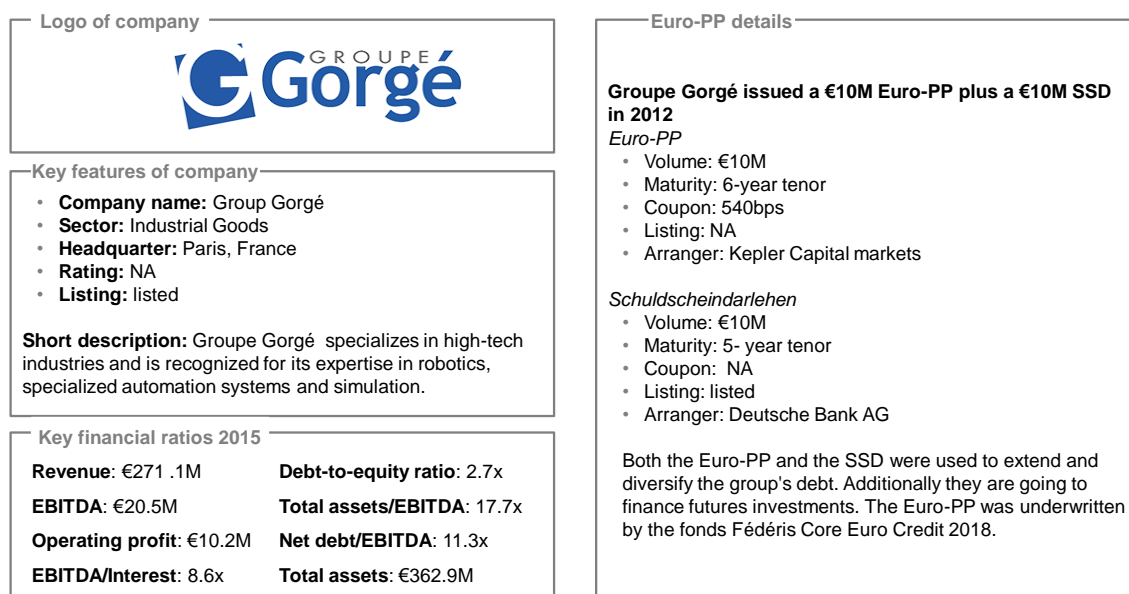 Logo of company
GROUPE
Gorgé
Key features of company
• Company name: Group Gorgé
• Sector: Industrial Goods
• Headquarter: Paris, France
• Rating: NA
• Listing: listed
Short description: Groupe Gorgé specializes in high-tech
industries and is recognized for its expertise in robotics,
specialized automation systems and simulation.
Key financial ratios 2015
Revenue: €271 .1M Debt-to-equity ratio: 2.7x
EBITDA: €20.5M Total assets/EBITDA: 17.7x
Operating profit: €10.2M Net debt/EBITDA: 11.3x
EBITDA/Interest: 8.6x Total assets: €362.9M
Euro-PP details
Groupe Gorgé issued a €10M Euro-PP plus a €10M SSD
in 2012
Euro-PP
• Volume: €10M
• Maturity: 6-year tenor
• Coupon: 540bps
• Listing: NA
• Arranger: Kepler Capital markets
Schuldscheindarlehen
• Volume: €10M
• Maturity: 5- year tenor
• Coupon: NA
• Listing: listed
• Arranger: Deutsche Bank AG
Both the Euro-PP and the SSD were used to extend and
diversify the group's debt. Additionally they are going to
finance futures investments. The Euro-PP was underwritten
by the fonds Fédéris Core Euro Credit 2018.